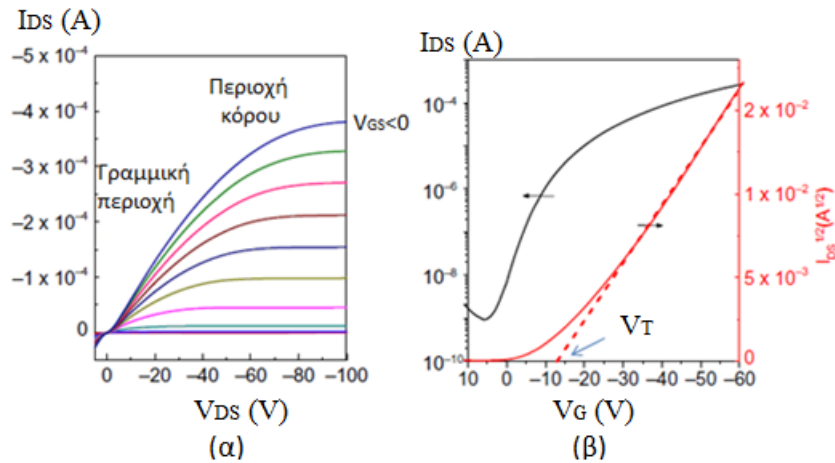 IDS (A)
−5 x 10⁻⁴
−4 x 10⁻⁴
−3 x 10⁻⁴
−2 x 10⁻⁴
−1 x 10⁻⁴
0
Περιοχή
κόρου
VGS<0
Γραμμική
περιοχή
0 −20 −40 −60 −80 −100
VDS (V)
(α)
IDS (A)
10⁻⁴
10⁻⁶
10⁻⁸
10⁻¹⁰
2 x 10⁻²
1 x 10⁻²
5 x 10⁻³
0
IDS^1/2(A^1/2)
VT
10 0 -10 -20 -30 -40 -50 -60
VG (V)
(β)